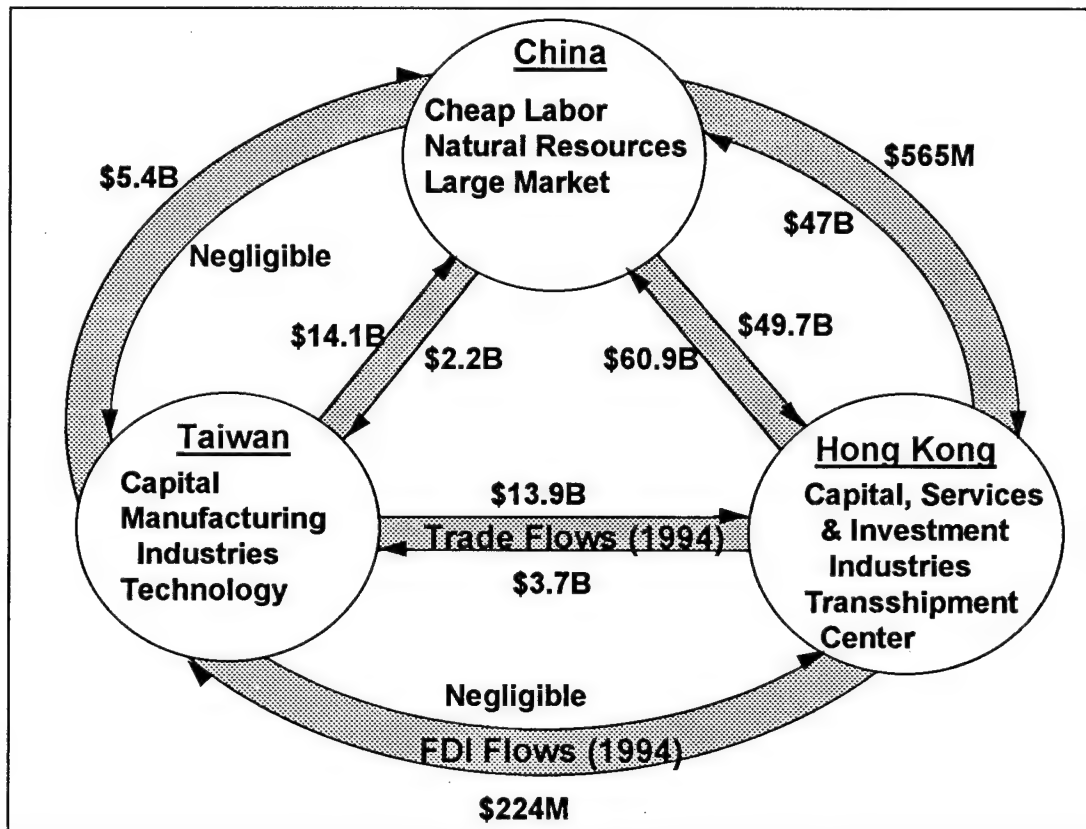 China
Cheap Labor
Natural Resources
Large Market
$5.4B
$565M
$47B
Negligible
$14.1B
$2.2B
$60.9B
$49.7B
Taiwan
Capital
Manufacturing
Industries
Technology
Hong Kong
Capital, Services
& Investment
Industries
Transshipment
Center
$13.9B
Trade Flows (1994)
$3.7B
Negligible
FDI Flows (1994)
$224M